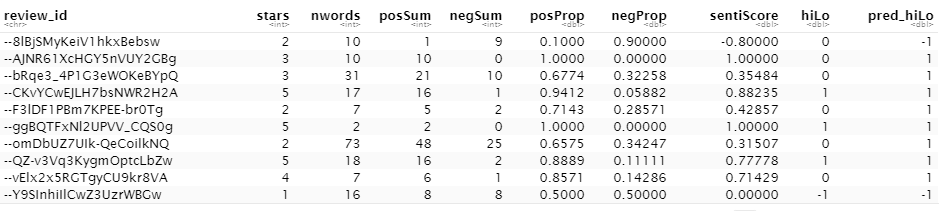 review_id stars nwords posSum negSum posProp negProp sentiScore hiLo pred_hiLo
<chr> <int> <int> <int> <int> <dbl> <dbl> <dbl> <dbl> <dbl>
--8lBjSMyKeiV1hkxBebsw 2 10 1 9 0.1000 0.90000 -0.80000 0 -1
--AJNR61XcHGY5nVUY2GBg 3 10 10 0 1.0000 0.00000 1.00000 0 1
--bRqe3_4P1G3eWOKeBYpQ 3 31 21 10 0.6774 0.32258 0.35484 0 1
--CKvYCwEJLH7bsNWR2H2A 5 17 16 1 0.9412 0.05882 0.88235 1 1
--F3lDF1PBm7KPEE-br0Tg 2 7 5 2 0.7143 0.28571 0.42857 0 1
--ggBQTFxNl2UPVV_CQS0g 5 2 2 0 1.0000 0.00000 1.00000 1 1
--omDbUZ7UIk-QeCoilkNQ 2 73 48 25 0.6575 0.34247 0.31507 0 1
--QZ-v3Vq3KygmOptcLbZw 5 18 16 2 0.8889 0.11111 0.77778 1 1
--vElx2x5RGTgyCU9kr8VA 4 7 6 1 0.8571 0.14286 0.71429 0 1
--Y9SInhiIlCwZ3UzrWBGw 1 16 8 8 0.5000 0.50000 0.00000 -1 -1